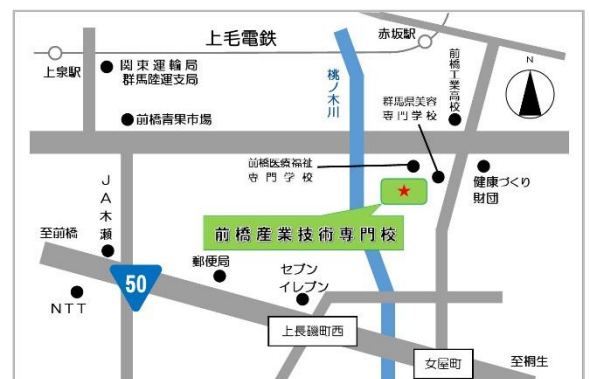 上毛電鉄
赤坂駅
上泉駅
関東運輸局
群馬陸運支局
桃ノ木川
前橋工業高校
N
群馬県美容
専門学校
前橋青果市場
前橋医療福祉
専門学校
健康づくり
財団
JA木瀬
至前橋
前橋産業技術専門校
郵便局
セブン
イレブン
50
NTT
上長磯町西
女屋町
至桐生